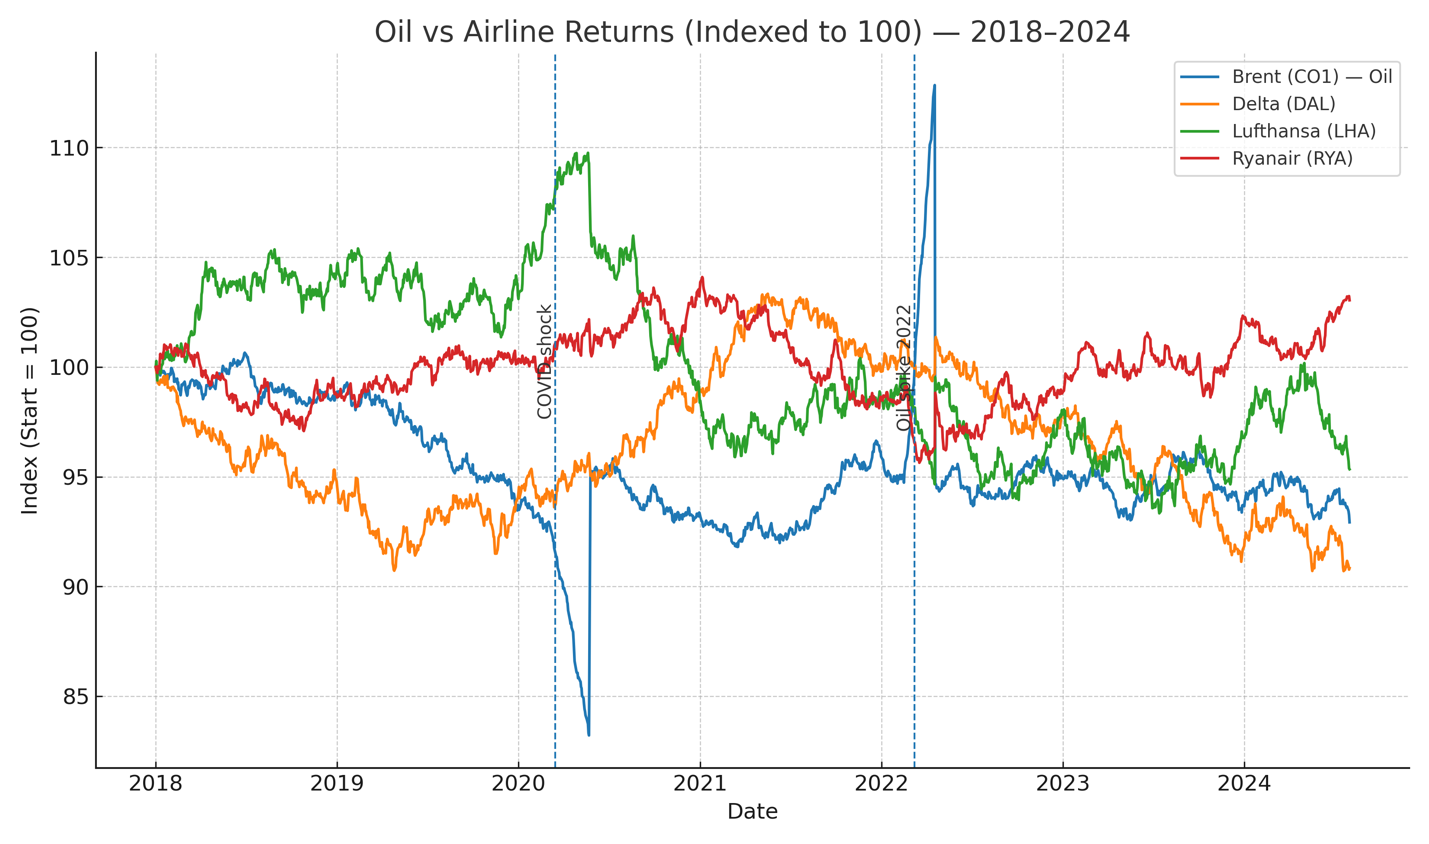 Oil vs Airline Returns (Indexed to 100) — 2018–2024
Brent (CO1) — Oil
Delta (DAL)
Lufthansa (LHA)
Ryanair (RYA)
Index (Start = 100)
110
105
100
95
90
85
COVID shock
Oil spike 2022
2018
2019
2020
2021
2022
2023
2024
Date